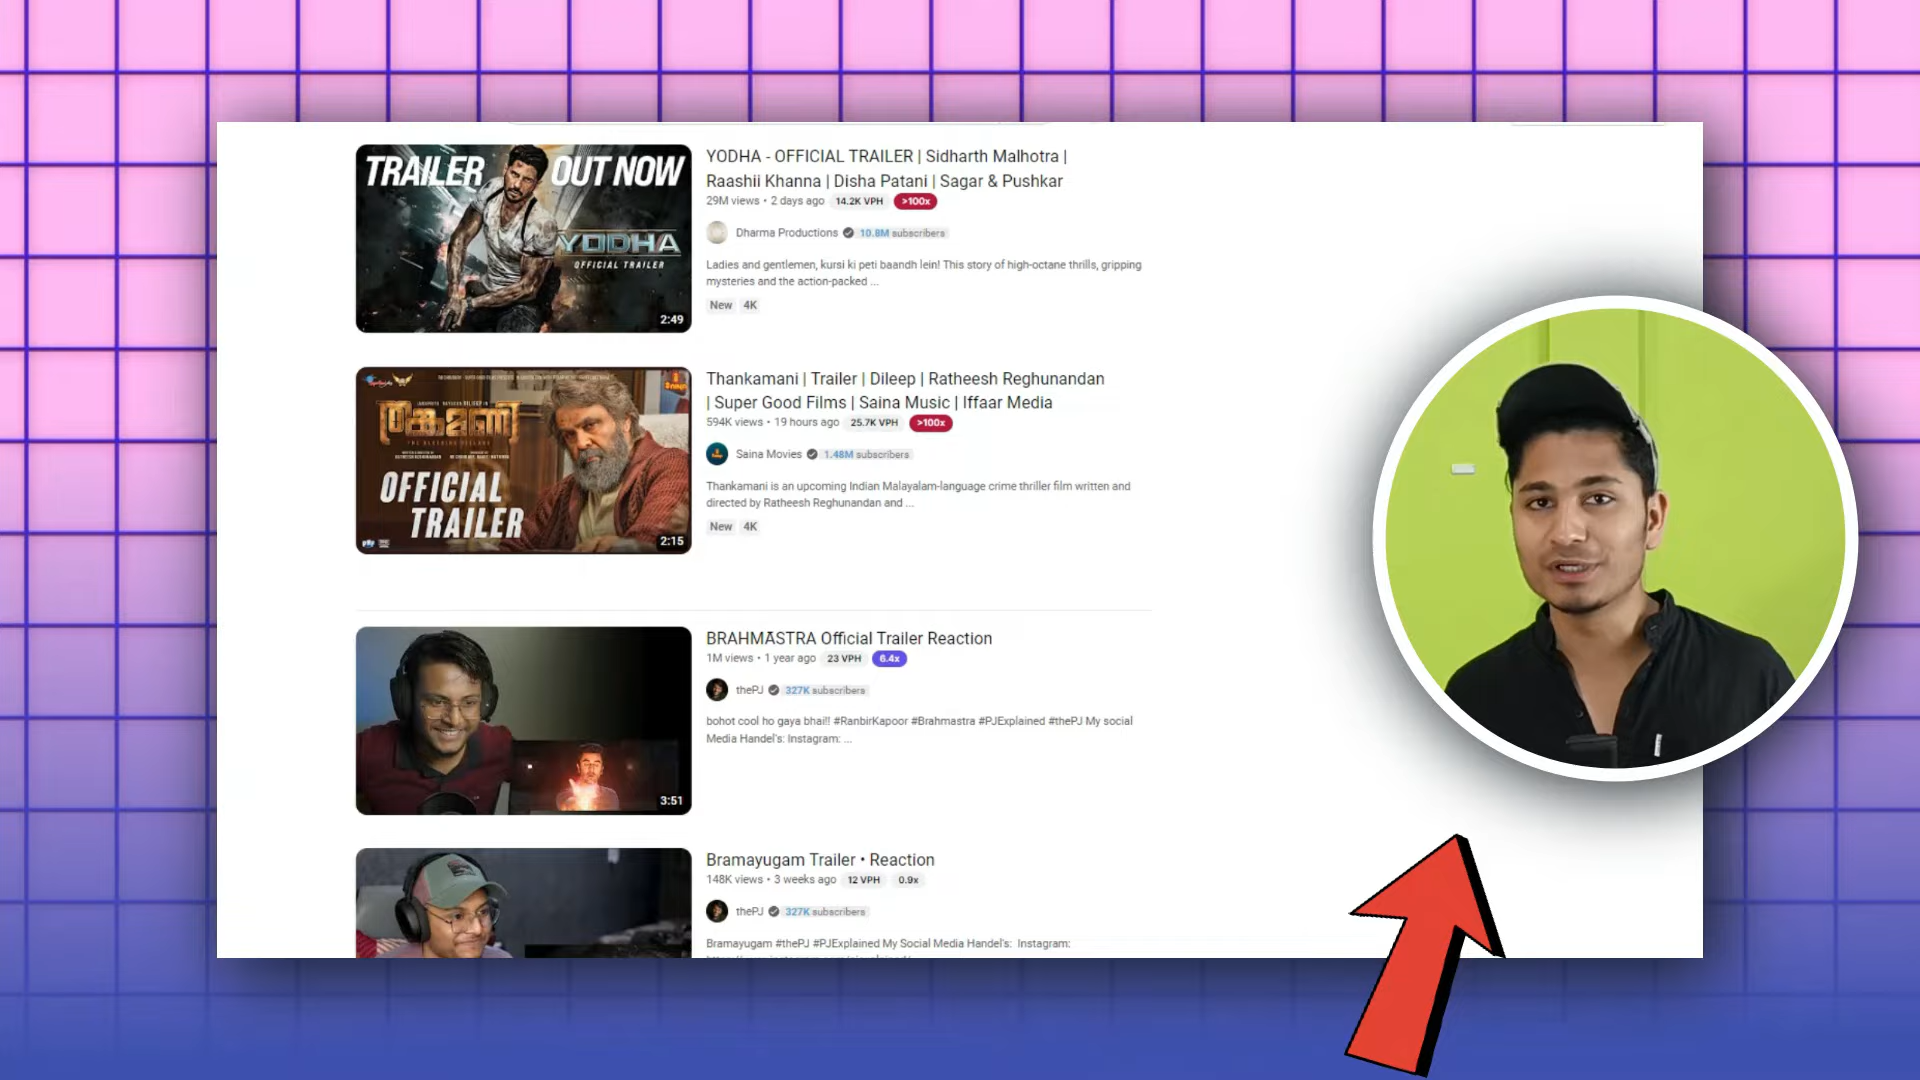 TRAILER OUT NOW
YODHA
OFFICIAL TRAILER
2:49
YODHA - OFFICIAL TRAILER | Sidharth Malhotra |
Raashii Khanna | Disha Patani | Sagar & Pushkar
29M views • 2 days ago 14.2K VPH >100x
Dharma Productions 10.8M subscribers
Ladies and gentlemen, kursi ki peti baandh lein! This story of high-octane thrills, gripping
mysteries and the action-packed ...
New 4K
തങ്കമണി
OFFICIAL
TRAILER
2:15
Thankamani | Trailer | Dileep | Ratheesh Reghunandan
| Super Good Films | Saina Music | Iffaar Media
594K views • 19 hours ago 25.7K VPH >100x
Saina Movies 1.48M subscribers
Thankamani is an upcoming Indian Malayalam-language crime thriller film written and
directed by Ratheesh Reghunandan and ...
New 4K
3:51
BRAHMĀSTRA Official Trailer Reaction
1M views • 1 year ago 23 VPH 6.4x
thePJ 327K subscribers
bohot cool ho gaya bhai!! #RanbirKapoor #Brahmastra #PJExplained #thePJ My social
Media Handel's: Instagram: ...
Bramayugam Trailer • Reaction
148K views • 3 weeks ago 12 VPH 0.9x
thePJ 327K subscribers
Bramayugam #thePJ #PJExplained My Social Media Handel's: Instagram: